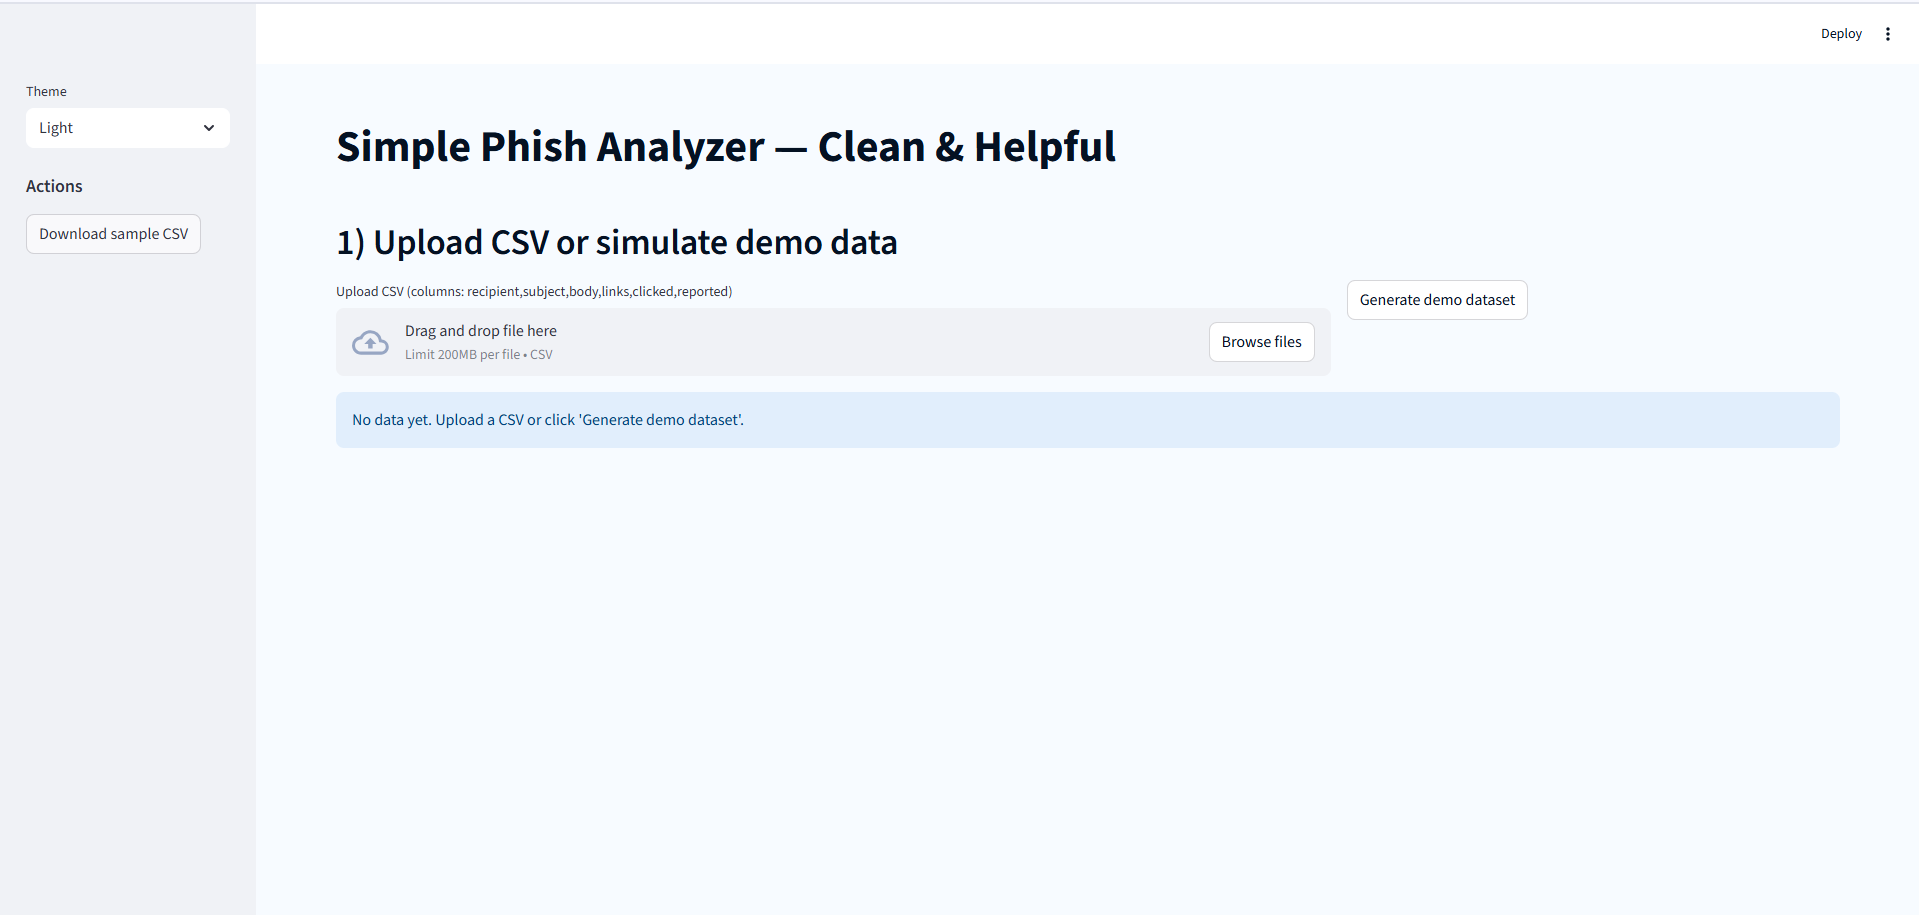 Deploy
Theme
Light
Actions
Download sample CSV
Simple Phish Analyzer — Clean & Helpful
1) Upload CSV or simulate demo data
Upload CSV (columns: recipient,subject,body,links,clicked,reported)
Drag and drop file here
Limit 200MB per file • CSV
Browse files
Generate demo dataset
No data yet. Upload a CSV or click 'Generate demo dataset'.